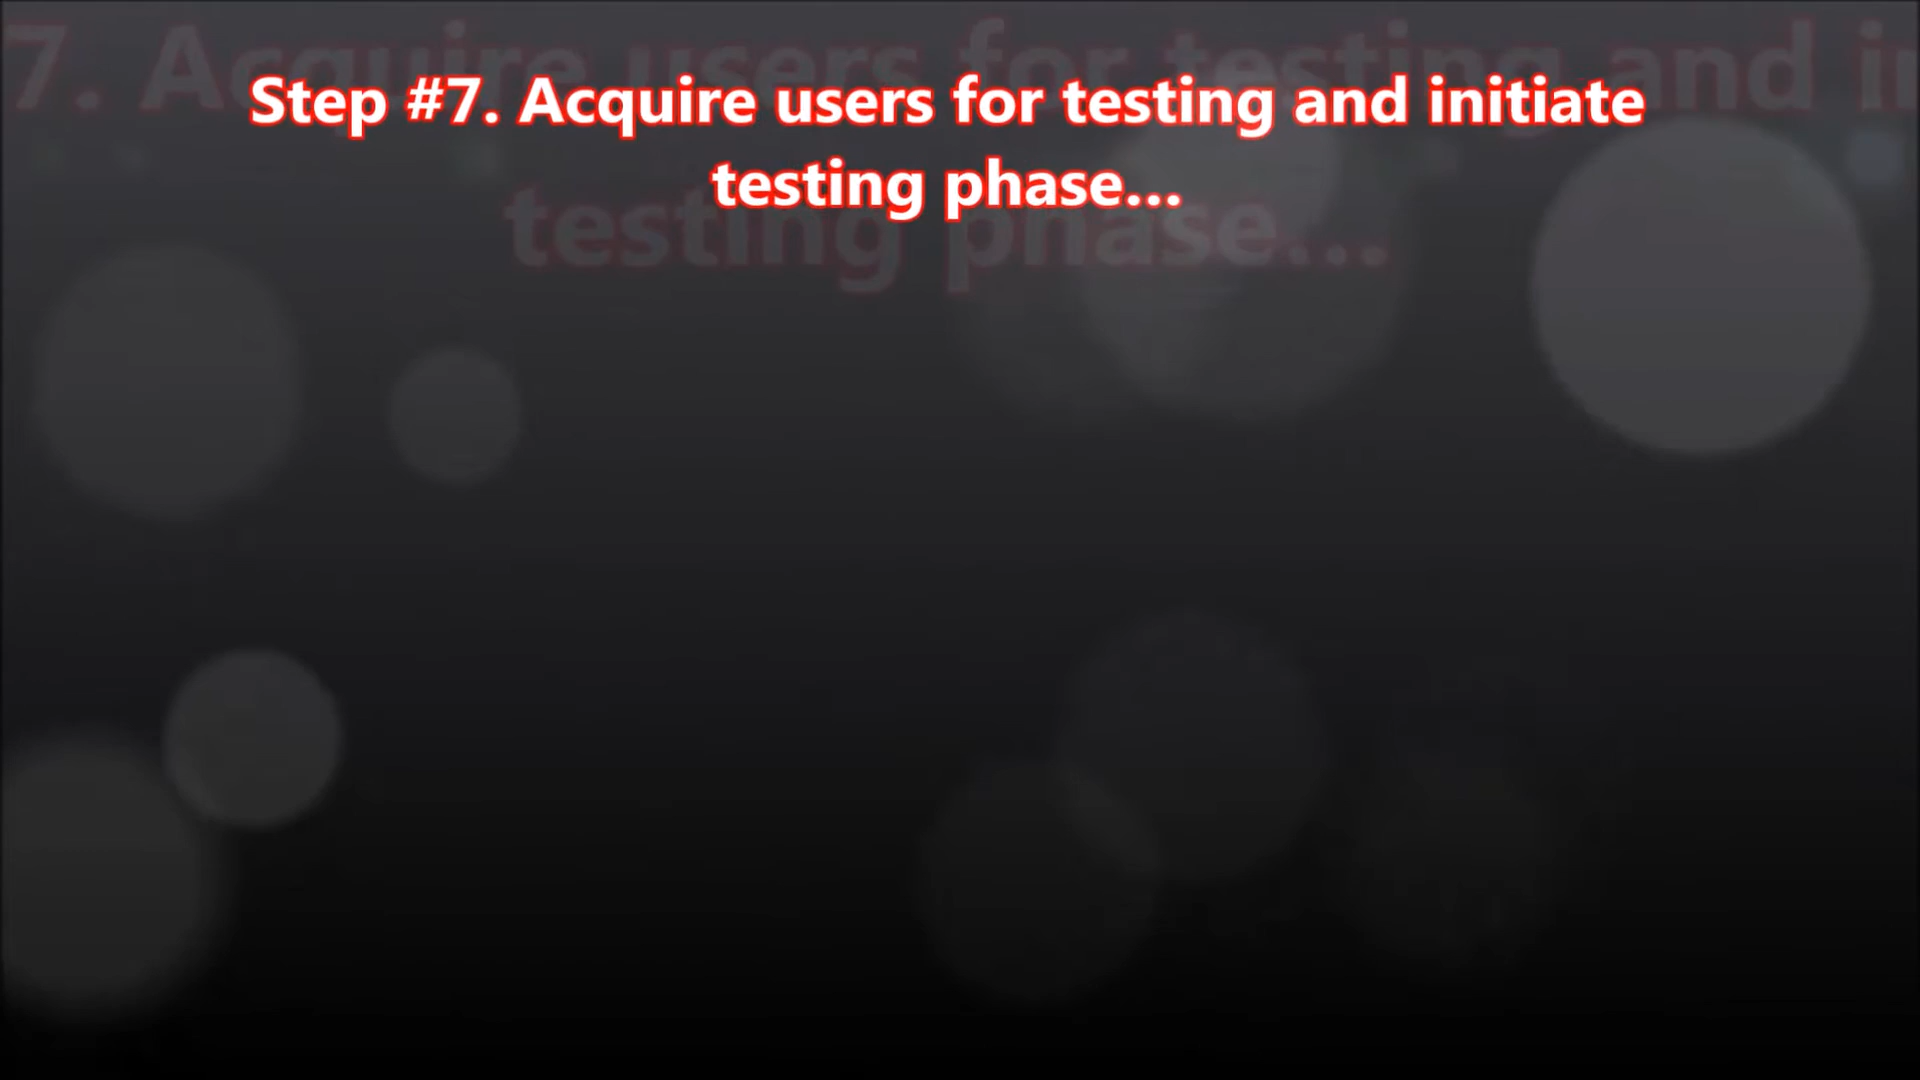 Step #7. Acquire users for testing and initiate
testing phase...